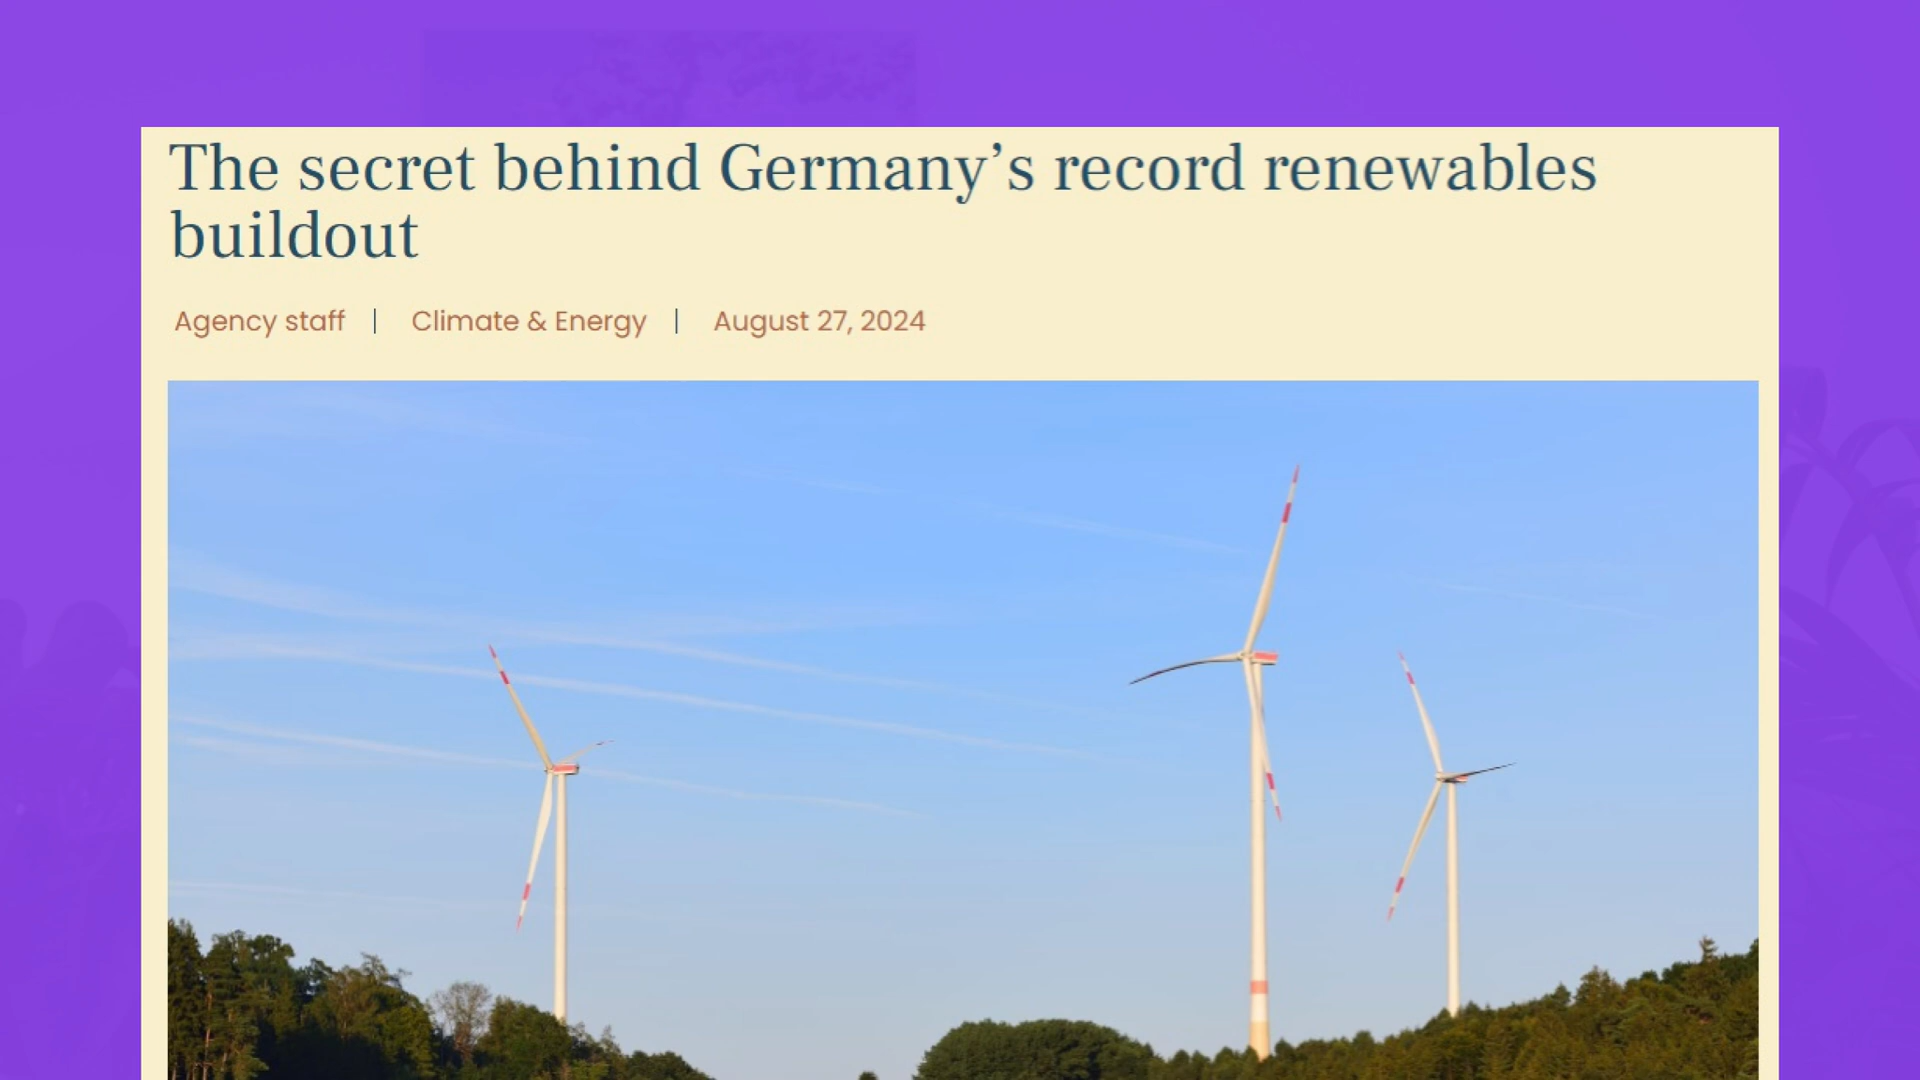 The secret behind Germany’s record renewables
buildout
Agency staff | Climate & Energy | August 27, 2024